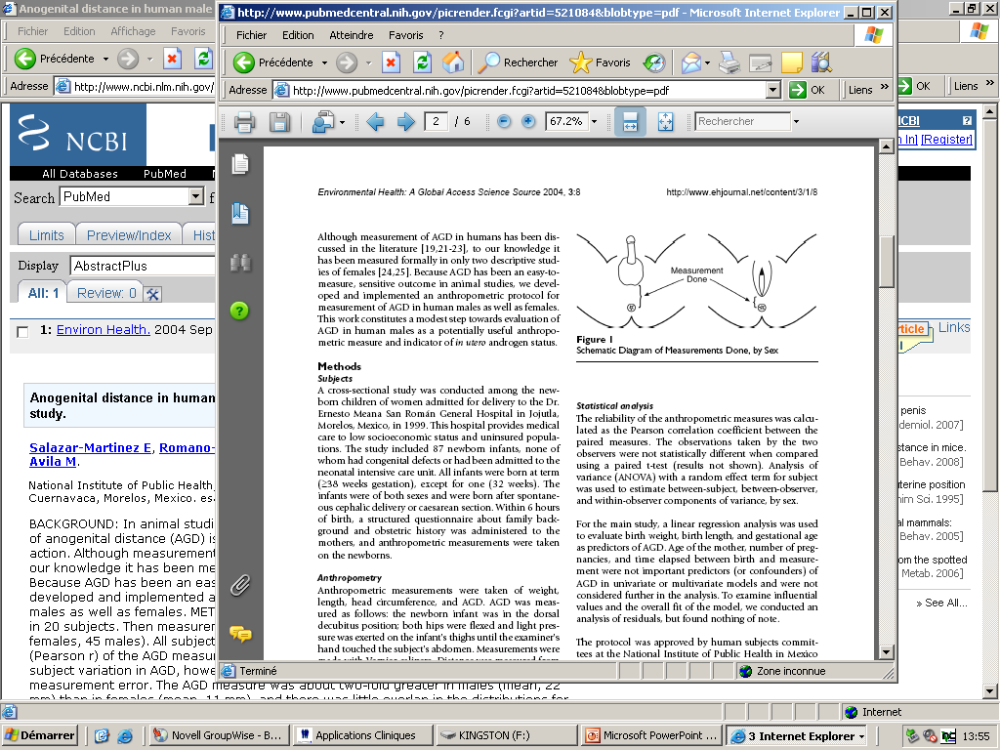 Anogenital distance in human male
http://www.pubmedcentral.nih.gov/picrender.fcgi?artid=521084&blobtype=pdf - Microsoft Internet Explorer
Fichier Edition Affichage Favoris
Fichier Edition Atteindre Favoris ?
Précédente
Précédente Rechercher Favoris
Adresse http://www.ncbi.nlm.nih.gov/
Adresse http://www.pubmedcentral.nih.gov/picrender.fcgi?artid=521084&blobtype=pdf OK Liens »
OK Liens »
2 / 6 67.2% Rechercher
NCBI
NCBI
n In] [Register]
All Databases PubMed
Search PubMed f
Limits Preview/Index Hist
Display AbstractPlus
All: 1 Review: 0
1: Environ Health. 2004 Sep
article Links
Anogenital distance in human
study.
Salazar-Martinez E, Romano-
Avila M.
National Institute of Public Health,
Cuernavaca, Morelos, Mexico. es
BACKGROUND: In animal studi
of anogenital distance (AGD) is
action. Although measurement
our knowledge it has been me
Because AGD has been an eas
developed and implemented a
males as well as females. MET
in 20 subjects. Then measurer
females, 45 males). All subject
(Pearson r) of the AGD measur
subject variation in AGD, howe
measurement error. The AGD measure was about two-fold greater in males (mean, 22
mm) than in females (mean, 11 mm), and there was little overlap in the distributions for
Environmental Health: A Global Access Science Source 2004, 3:8
http://www.ehjournal.net/content/3/1/8
Although measurement of AGD in humans has been dis-
cussed in the literature [19,21-23], to our knowledge it
has been measured formally in only two descriptive stud-
ies of females [24,25]. Because AGD has been an easy-to-
measure, sensitive outcome in animal studies, we devel-
oped and implemented an anthropometric protocol for
measurement of AGD in human males as well as females.
This work constitutes a modest step towards evaluation of
AGD in human males as a potentially useful anthropo-
metric measure and indicator of in utero androgen status.
Methods
Subjects
A cross-sectional study was conducted among the new-
born children of women admitted for delivery to the Dr.
Ernesto Meana San Román General Hospital in Jojutla,
Morelos, Mexico, in 1999. This hospital provides medical
care to low socioeconomic status and uninsured popula-
tions. The study included 87 newborn infants, none of
whom had congenital defects or had been admitted to the
neonatal intensive care unit. All infants were born at term
(≥38 weeks gestation), except for one (32 weeks). The
infants were of both sexes and were born after spontane-
ous cephalic delivery or caesarean section. Within 6 hours
of birth, a structured questionnaire about family back-
ground and obstetric history was administered to the
mothers, and anthropometric measurements were taken
on the newborns.
Anthropometry
Anthropometric measurements were taken of weight,
length, head circumference, and AGD. AGD was meas-
ured as follows: the newborn infant was in the dorsal
decubitus position; both hips were flexed and light pres-
sure was exerted on the infant's thighs until the examiner's
hand touched the subject's abdomen. Measurements were
Measurement
Done
Figure 1
Schematic Diagram of Measurements Done, by Sex
Statistical analysis
The reliability of the anthropometric measures was calcu-
lated as the Pearson correlation coefficient between the
paired measures. The observations taken by the two
observers were not statistically different when compared
using a paired t-test (results not shown). Analysis of
variance (ANOVA) with a random effect term for subject
was used to estimate between-subject, between-observer,
and within-observer components of variance, by sex.
For the main study, a linear regression analysis was used
to evaluate birth weight, birth length, and gestational age
as predictors of AGD. Age of the mother, number of preg-
nancies, and time elapsed between birth and measure-
ment were not important predictors (or confounders) of
AGD in univariate or multivariate models and were not
considered further in the analysis. To examine influential
values and the overall fit of the model, we conducted an
analysis of residuals, but found nothing of note.
The protocol was approved by human subjects commit-
tees at the National Institute of Public Health in Mexico
penis
demiol. 2007]
stance in mice.
Behav. 2008]
uterine position
him Sci. 1995]
al mammals:
Behav. 2005]
om the spotted
Metab. 2006]
» See All...
Terminé Zone inconnue
Internet
Démarrer Novell GroupWise - B... Applications Cliniques KINGSTON (F:) Microsoft PowerPoint ... 3 Internet Explorer 13:55